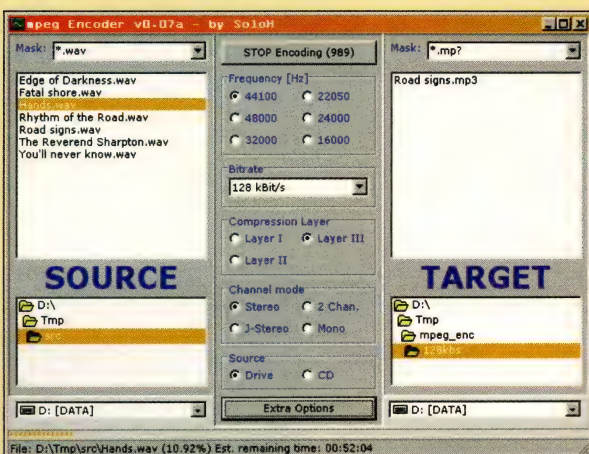 mpeg Encoder v0.07a - by SoloH
Mask: *.wav
Edge of Darkness.wav
Fatal shore.wav
Hands.wav
Rhythm of the Road.wav
Road signs.wav
The Reverend Sharpton.wav
You'll never know.wav
SOURCE
D:\
Tmp
src
D: [DATA]
STOP Encoding (989)
Frequency [Hz]
44100 22050
48000 24000
32000 16000
Bitrate
128 kBit/s
Compression Layer
Layer I Layer III
Layer II
Channel mode
Stereo 2 Chan.
J-Stereo Mono
Source
Drive CD
Extra Options
Mask: *.mp?
Road signs.mp3
TARGET
D:\
Tmp
mpeg_enc
128kbs
D: [DATA]
File: D:\Tmp\src\Hands.wav (10.92%) Est. remaining time: 00:52:04